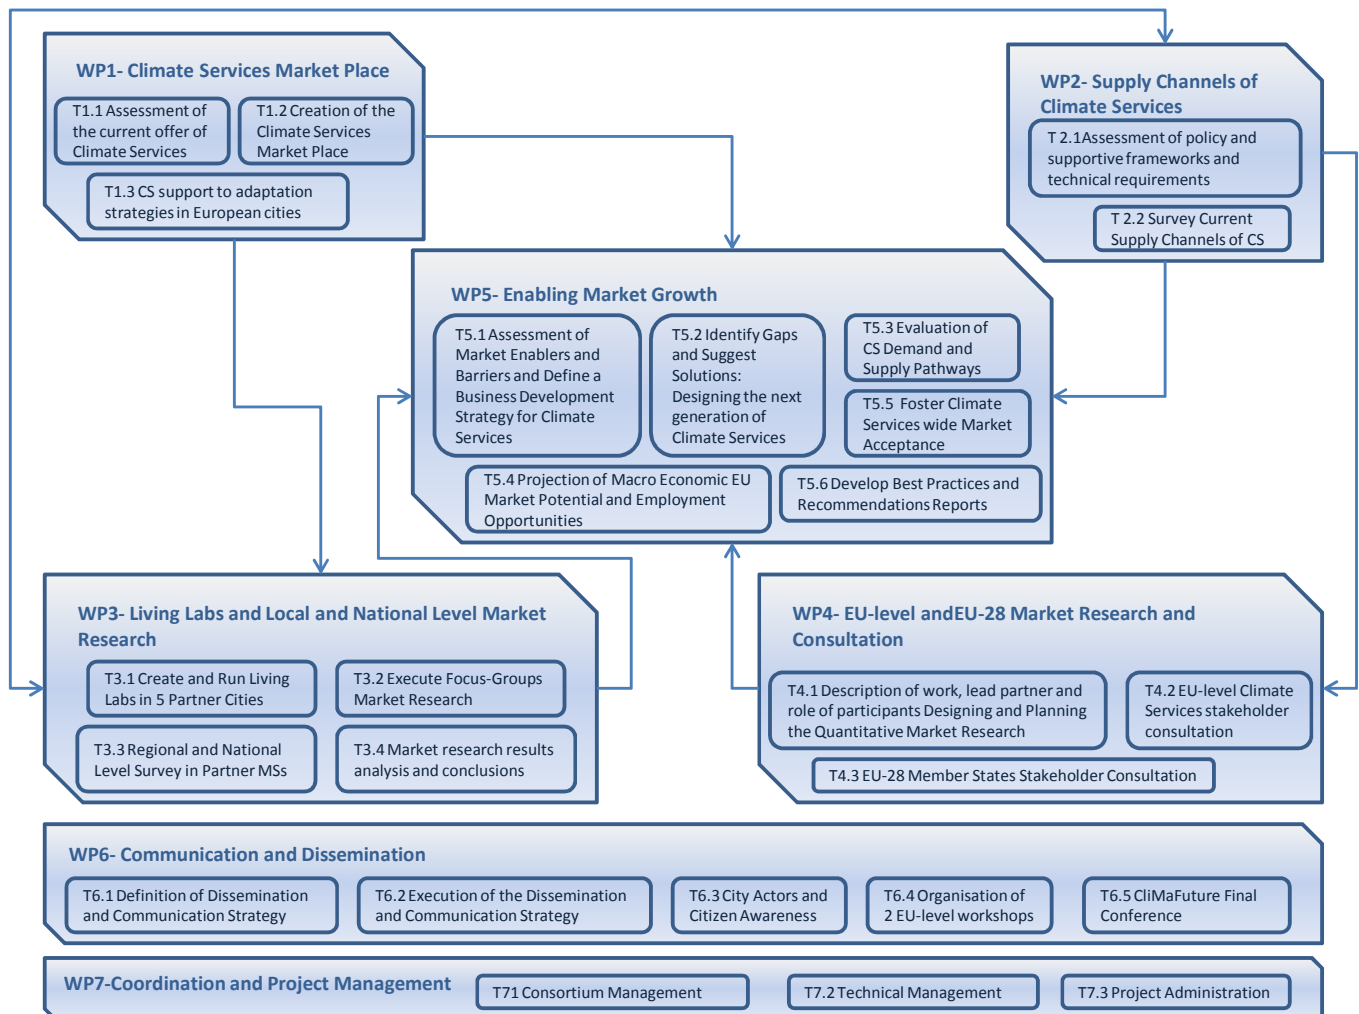 WP1- Climate Services Market Place
T1.1 Assessment of
the current offer of
Climate Services
T1.2 Creation of the
Climate Services
Market Place
T1.3 CS support to adaptation
strategies in European cities
WP2- Supply Channels of
Climate Services
T 2.1Assessment of policy and
supportive frameworks and
technical requirements
T 2.2 Survey Current
Supply Channels of CS
WP5- Enabling Market Growth
T5.1 Assessment of
Market Enablers and
Barriers and Define a
Business Development
Strategy for Climate
Services
T5.2 Identify Gaps
and Suggest
Solutions:
Designing the next
generation of
Climate Services
T5.3 Evaluation of
CS Demand and
Supply Pathways
T5.5 Foster Climate
Services wide Market
Acceptance
T5.4 Projection of Macro Economic EU
Market Potential and Employment
Opportunities
T5.6 Develop Best Practices and
Recommendations Reports
WP3- Living Labs and Local and National Level Market
Research
T3.1 Create and Run Living
Labs in 5 Partner Cities
T3.2 Execute Focus-Groups
Market Research
T3.3 Regional and National
Level Survey in Partner MSs
T3.4 Market research results
analysis and conclusions
WP4- EU-level andEU-28 Market Research and
Consultation
T4.1 Description of work, lead partner and
role of participants Designing and Planning
the Quantitative Market Research
T4.2 EU-level Climate
Services stakeholder
consultation
T4.3 EU-28 Member States Stakeholder Consultation
WP6- Communication and Dissemination
T6.1 Definition of Dissemination
and Communication Strategy
T6.2 Execution of the Dissemination
and Communication Strategy
T6.3 City Actors and
Citizen Awareness
T6.4 Organisation of
2 EU-level workshops
T6.5 CliMaFuture Final
Conference
WP7-Coordination and Project Management
T71 Consortium Management
T7.2 Technical Management
T7.3 Project Administration